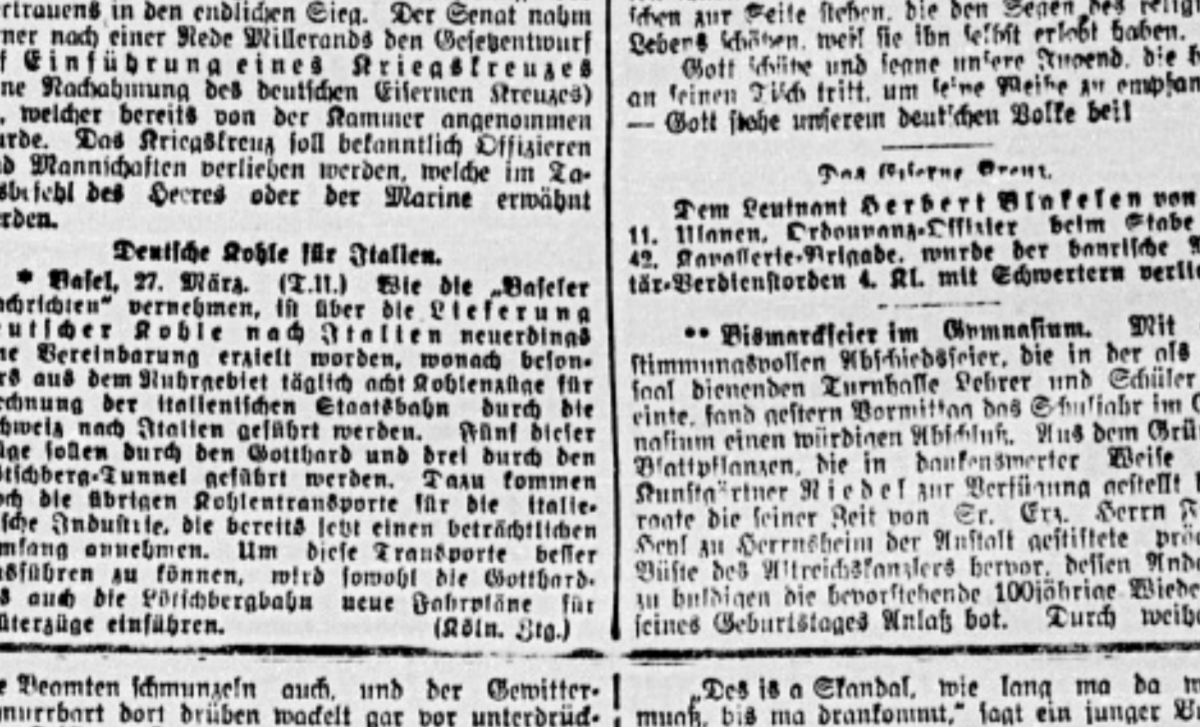 ertrauens in den endlichen Sieg. Der Senat nahm
rner nach einer Rede Millerands den Gesetzentwurf
f Einführung eines Kriegskreuzes
ne Nachahmung des deutschen Eisernen Kreuzes)
, welcher bereits von der Kammer angenommen
urde. Das Kriegskreuz soll bekanntlich Offizieren
d Mannschaften verliehen werden, welche im Ta-
sbefehl des Heeres oder der Marine erwähnt
erden.
Deutsche Kohle für Italien.
* Basel, 27. März. (T.U.) Wie die „Baseler
achrichten" vernehmen, ist über die Lieferung
eutscher Kohle nach Italien neuerdings
ne Vereinbarung erzielt worden, wonach beson-
rs aus dem Ruhrgebiet täglich acht Kohlenzüge für
echnung der italienischen Staatsbahn durch die
chweiz nach Italien geführt werden. Fünf dieser
üge sollen durch den Gotthard und drei durch den
ötschberg-Tunnel geführt werden. Dazu kommen
och die übrigen Kohlentransporte für die italie-
sche Industrie, die bereits jetzt einen beträchtlichen
mfang annehmen. Um diese Transporte besser
usführen zu können, wird sowohl die Gotthard-
s auch die Lötschbergbahn neue Fahrpläne für
üterzüge einführen. (Köln. Ztg.)
e Beamten schmunzeln auch, und der Gewitter-
nurrbart dort drüben wackelt gar vor unterdrück-
schen zur Seite stehen, die den Segen des religi
Lebens schätzen, weil sie ihn selbst erlebt haben.
Gott schütze und segne unsere Jugend, die
an seinen Tisch tritt, um seine Weihe zu empfan
— Gott stehe unserem deutschen Volke bei!
Das Eiserne Kreuz.
Dem Leutnant Herbert Blakesen von
11. Ulanen, Ordonnanz-Offizier beim Stabe
42. Kavallerie-Brigade, wurde der bayrische
tär-Verdienstorden 4. Kl. mit Schwertern verli
** Bismarckfeier im Gymnasium. Mit
stimmungsvollen Abschiedsfeier, die in der als
saal dienenden Turnhalle Lehrer und Schüler
einte, fand gestern Vormittag das Schuljahr im G
nasium einen würdigen Abschluß. Aus dem Grü
Blattpflanzen, die in dankenswerter Weise
Kunstgärtner Riedel zur Verfügung gestellt
ragte die seiner Zeit von Sr. Erz. Herrn
Heyl zu Herrnsheim der Anstalt gestiftete
Büste des Altreichskanzlers hervor, dessen Ande
zu huldigen die bevorstehende 100jährige Wiede
seines Geburtstages Anlaß bot. Durch weihe
„Des is a Skandal, wie lang ma da w
muaß, bis ma drankommt," sagt ein junger